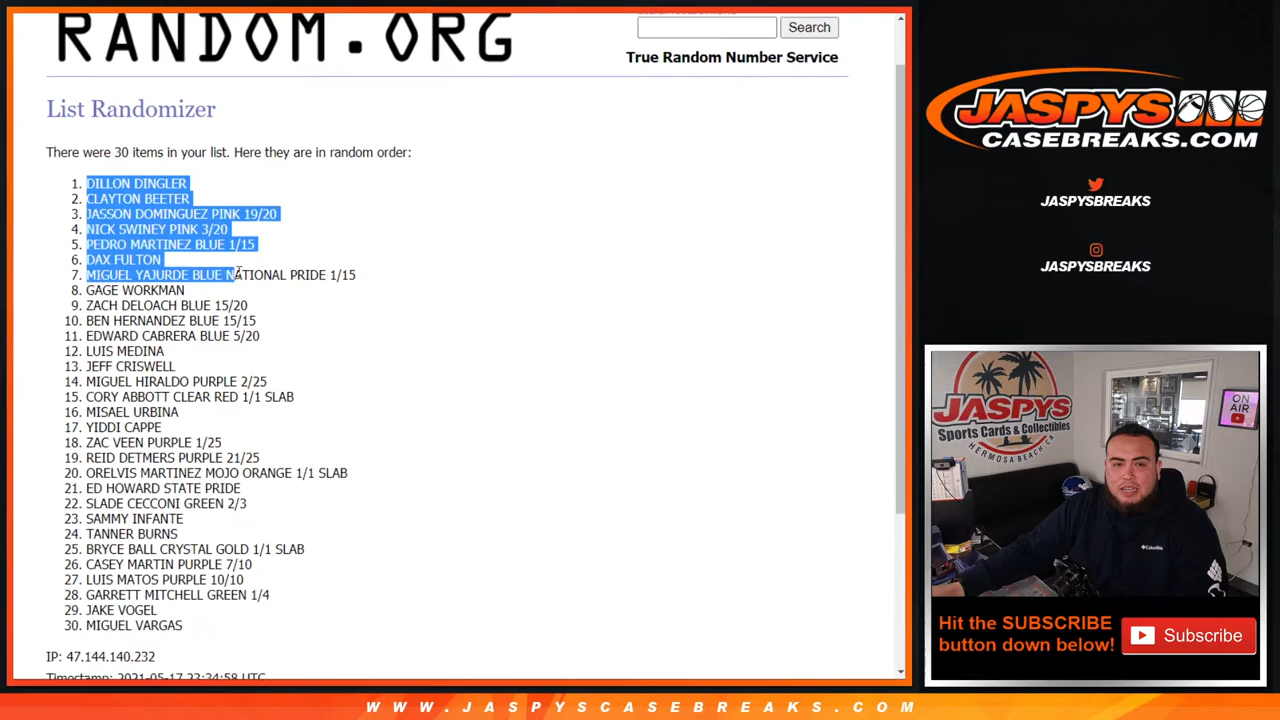 RANDOM.ORG
Search
True Random Number Service
List Randomizer
There were 30 items in your list. Here they are in random order:
1. DILLON DINGLER
2. CLAYTON BEETER
3. JASSON DOMINGUEZ PINK 19/20
4. NICK SWINEY PINK 3/20
5. PEDRO MARTINEZ BLUE 1/15
6. DAX FULTON
7. MIGUEL YAJURDE BLUE NATIONAL PRIDE 1/15
8. GAGE WORKMAN
9. ZACH DELOACH BLUE 15/20
10. BEN HERNANDEZ BLUE 15/15
11. EDWARD CABRERA BLUE 5/20
12. LUIS MEDINA
13. JEFF CRISWELL
14. MIGUEL HIRALDO PURPLE 2/25
15. CORY ABBOTT CLEAR RED 1/1 SLAB
16. MISAEL URBINA
17. YIDDI CAPPE
18. ZAC VEEN PURPLE 1/25
19. REID DETMERS PURPLE 21/25
20. ORELVIS MARTINEZ MOJO ORANGE 1/1 SLAB
21. ED HOWARD STATE PRIDE
22. SLADE CECCONI GREEN 2/3
23. SAMMY INFANTE
24. TANNER BURNS
25. BRYCE BALL CRYSTAL GOLD 1/1 SLAB
26. CASEY MARTIN PURPLE 7/10
27. LUIS MATOS PURPLE 10/10
28. GARRETT MITCHELL GREEN 1/4
29. JAKE VOGEL
30. MIGUEL VARGAS
IP: 47.144.140.232
Timestamp: 2021-05-17 23:34:58 UTC
JASPYS
CASEBREAKS.COM
JASPYSBREAKS
JASPYSBREAKS
JASPYS
Sports Cards & Collectibles
HERMOSA BEACH, CA
ON AIR
Columbia
Hit the SUBSCRIBE
button down below!
Subscribe
WWW.JASPYSCASEBREAKS.COM